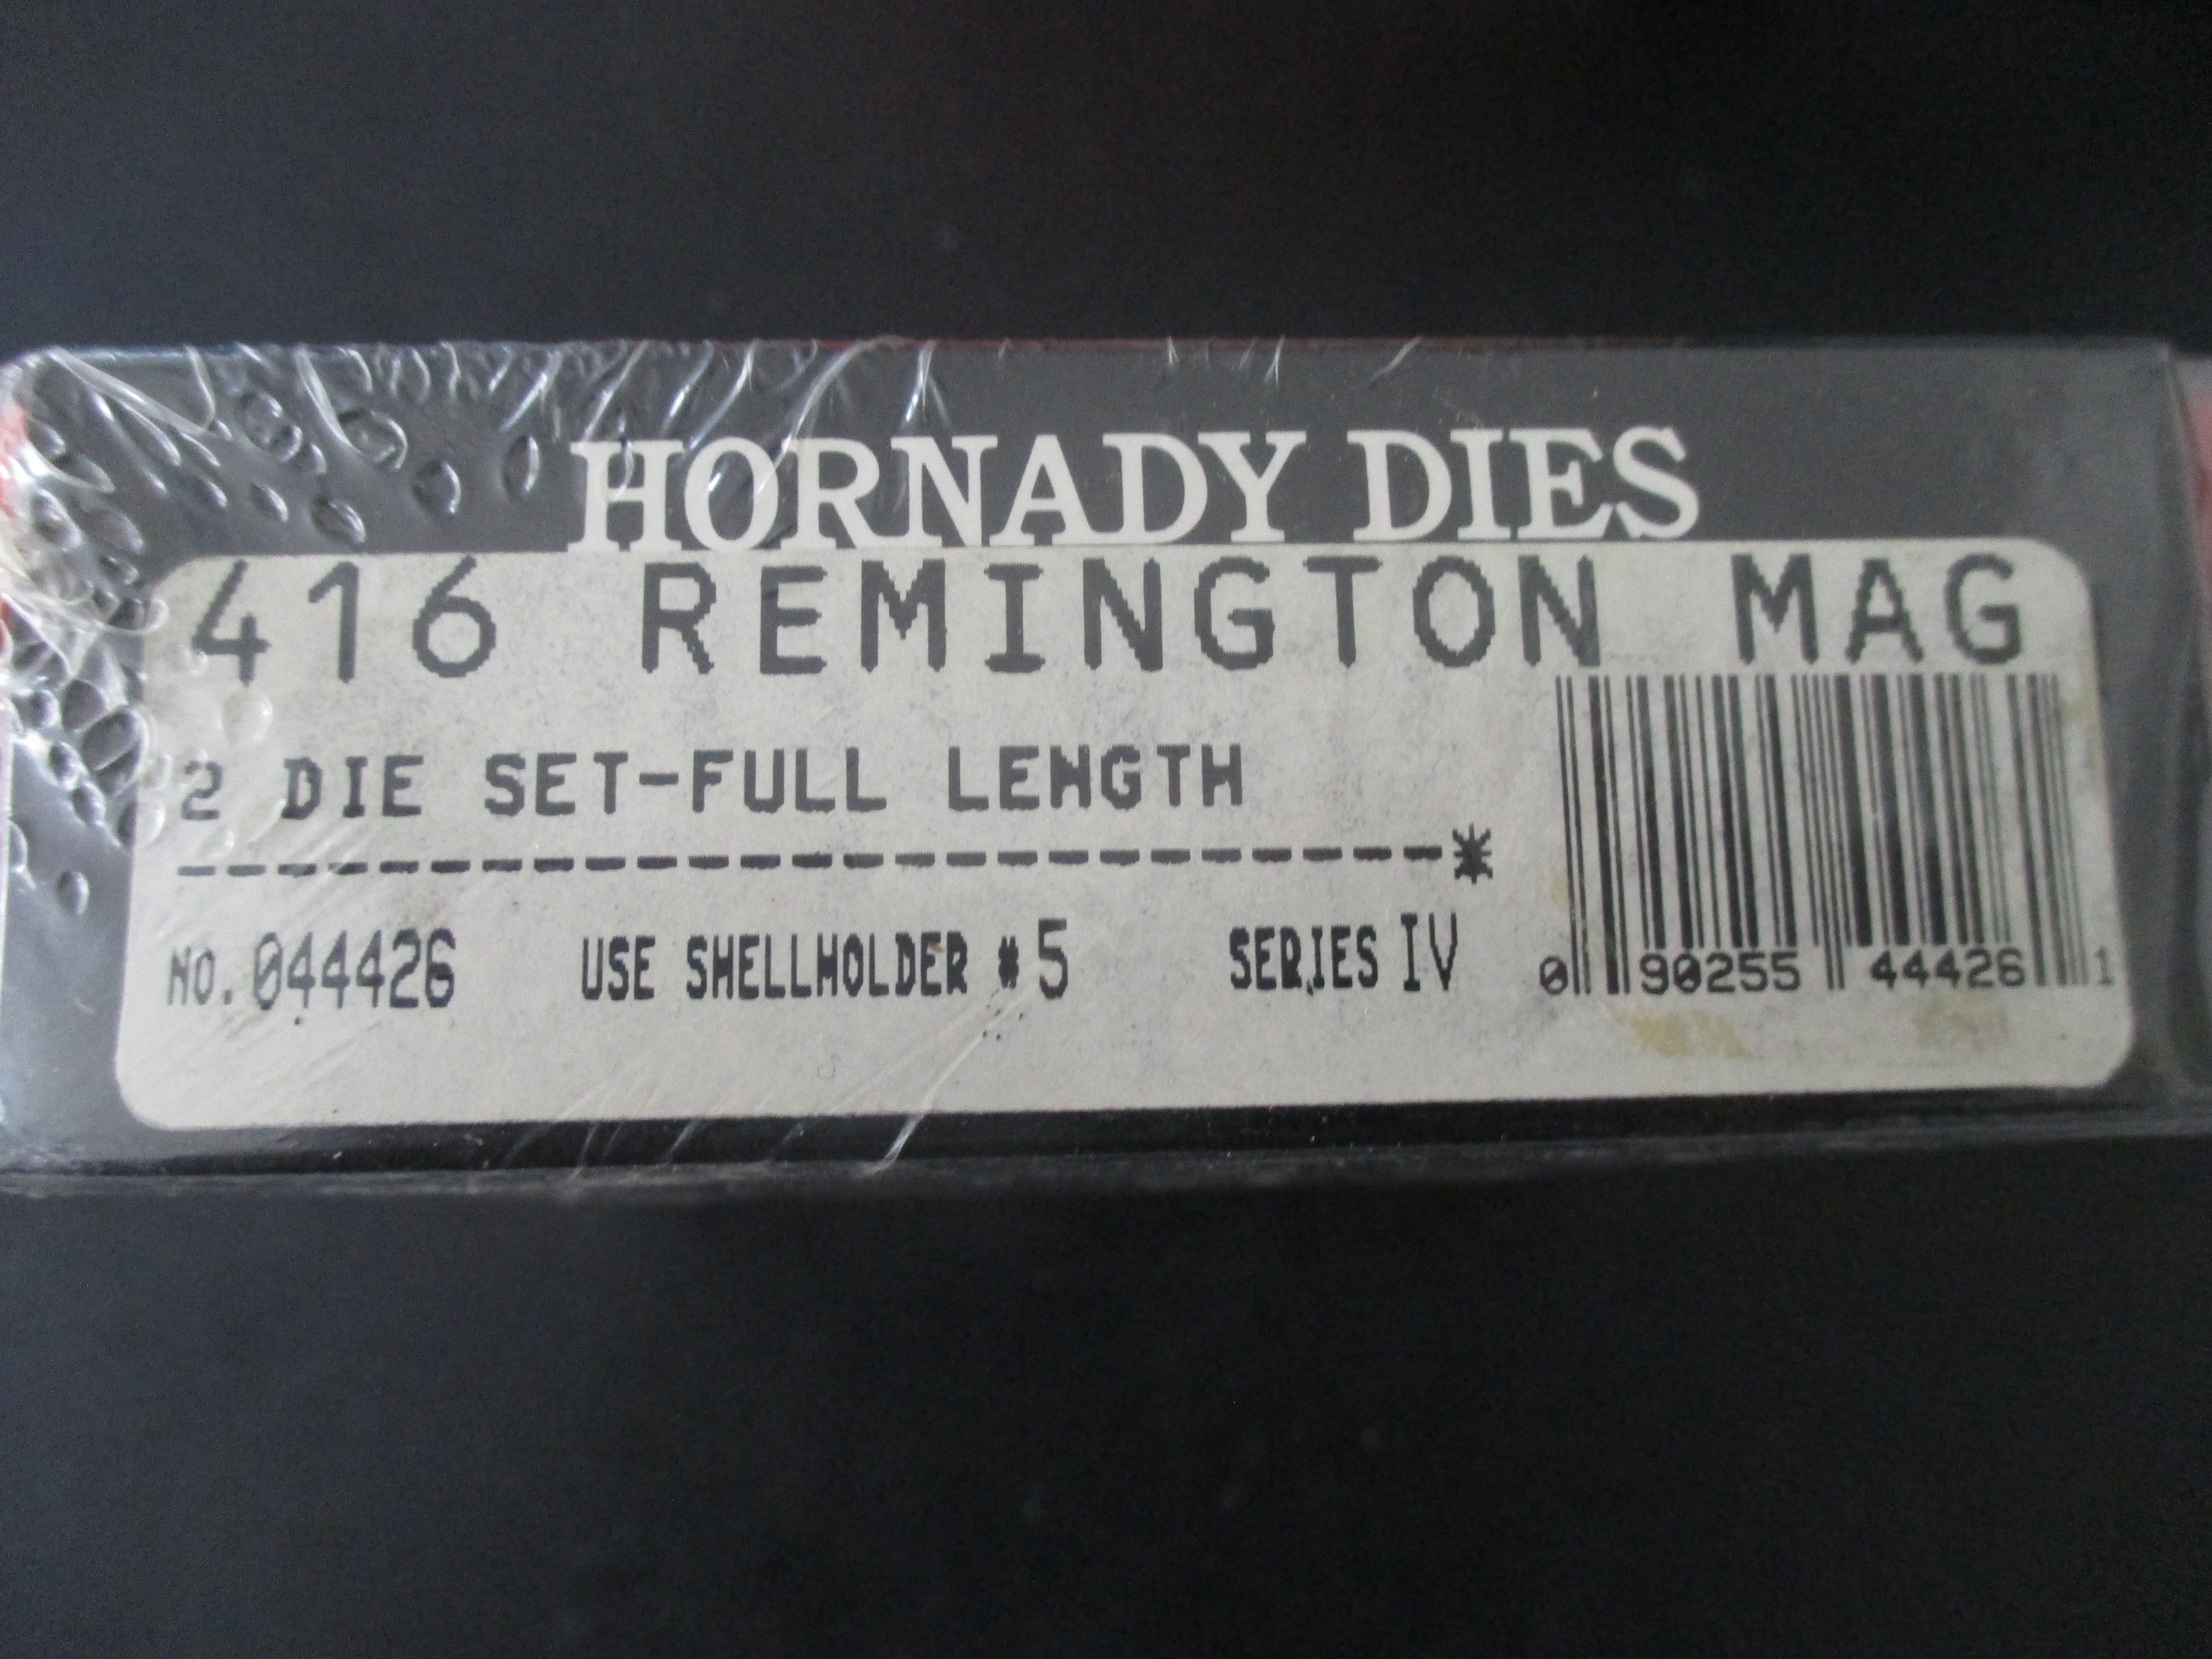 HORNADY DIES
416 REMINGTON MAG
2 DIE SET-FULL LENGTH
--------------------------*
NO. 044426 USE SHELLHOLDER # 5 SERIES IV
0 90255 44426 1